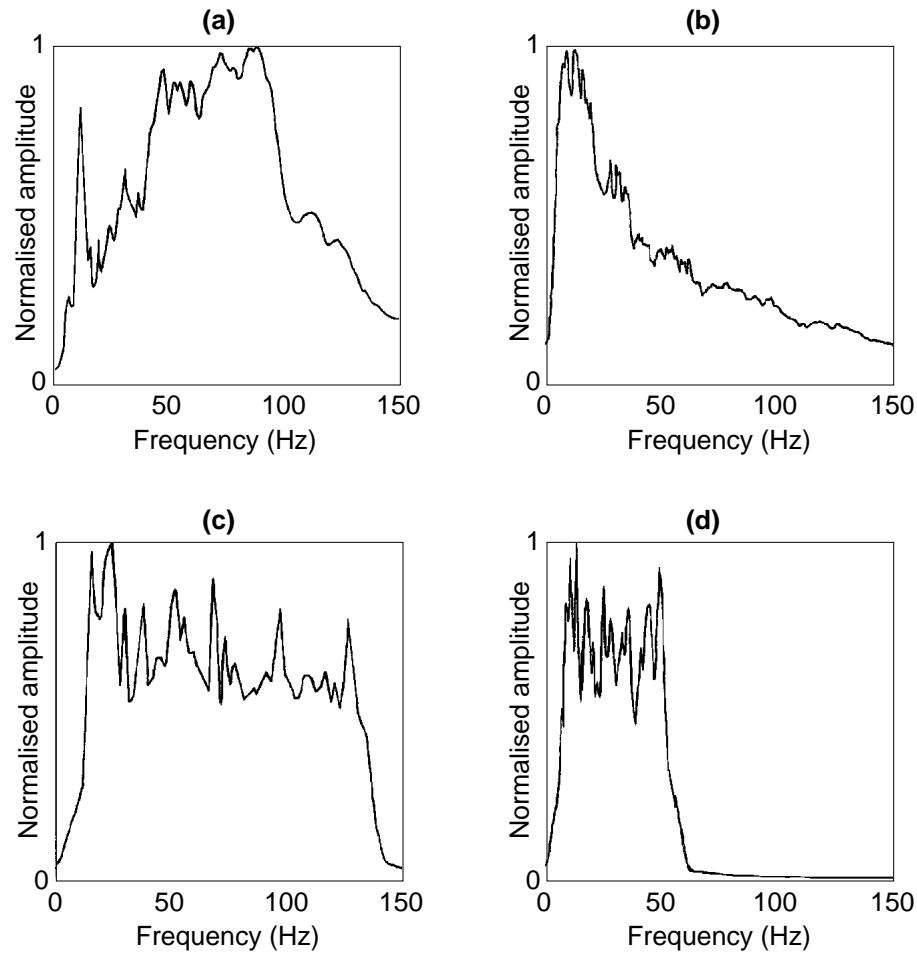 (a)
Normalised amplitude
1
0
0 50 100 150
Frequency (Hz)
(b)
Normalised amplitude
1
0
0 50 100 150
Frequency (Hz)
(c)
Normalised amplitude
1
0
0 50 100 150
Frequency (Hz)
(d)
Normalised amplitude
1
0
0 50 100 150
Frequency (Hz)